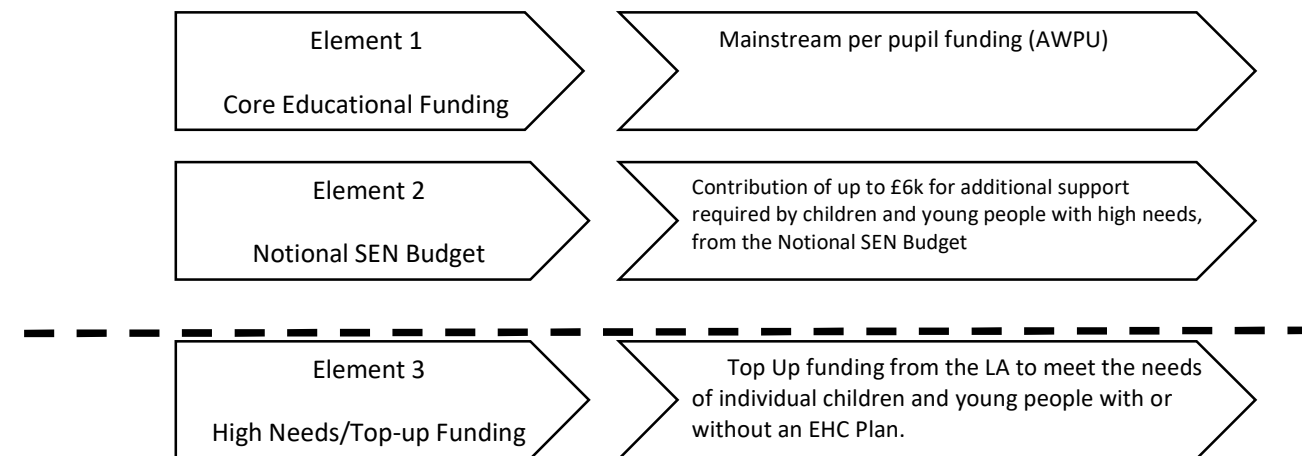 Element 1
Core Educational Funding
Mainstream per pupil funding (AWPU)
Element 2
Notional SEN Budget
Contribution of up to £6k for additional support
required by children and young people with high needs,
from the Notional SEN Budget
Element 3
High Needs/Top-up Funding
Top Up funding from the LA to meet the needs
of individual children and young people with or
without an EHC Plan.